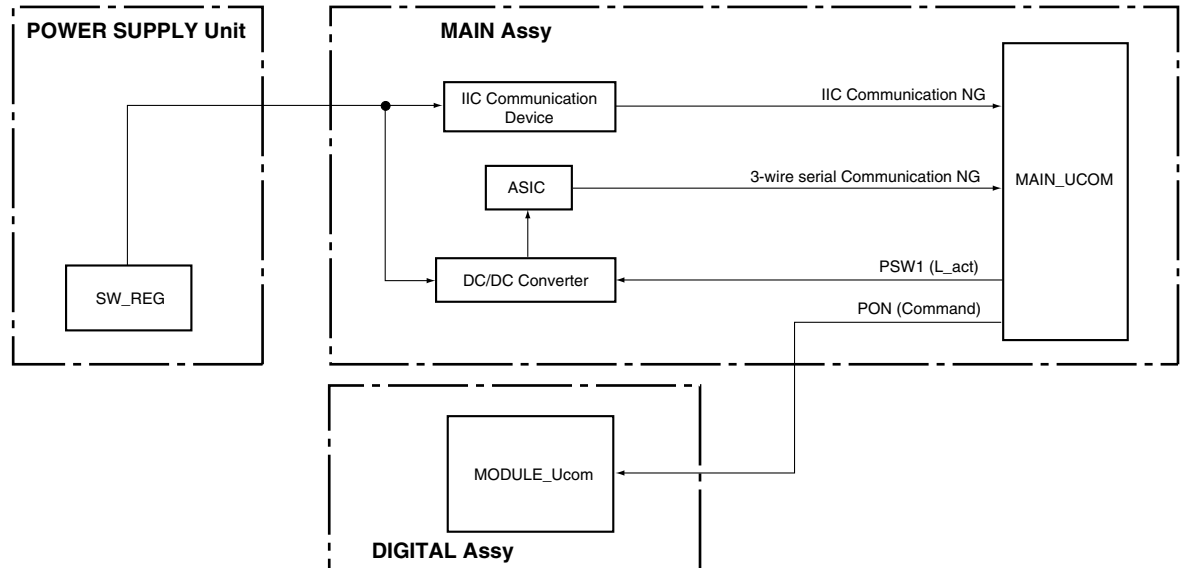 POWER SUPPLY Unit
SW_REG
MAIN Assy
IIC Communication
Device
IIC Communication NG
ASIC
3-wire serial Communication NG
MAIN_UCOM
DC/DC Converter
PSW1 (L_act)
PON (Command)
MODULE_Ucom
DIGITAL Assy